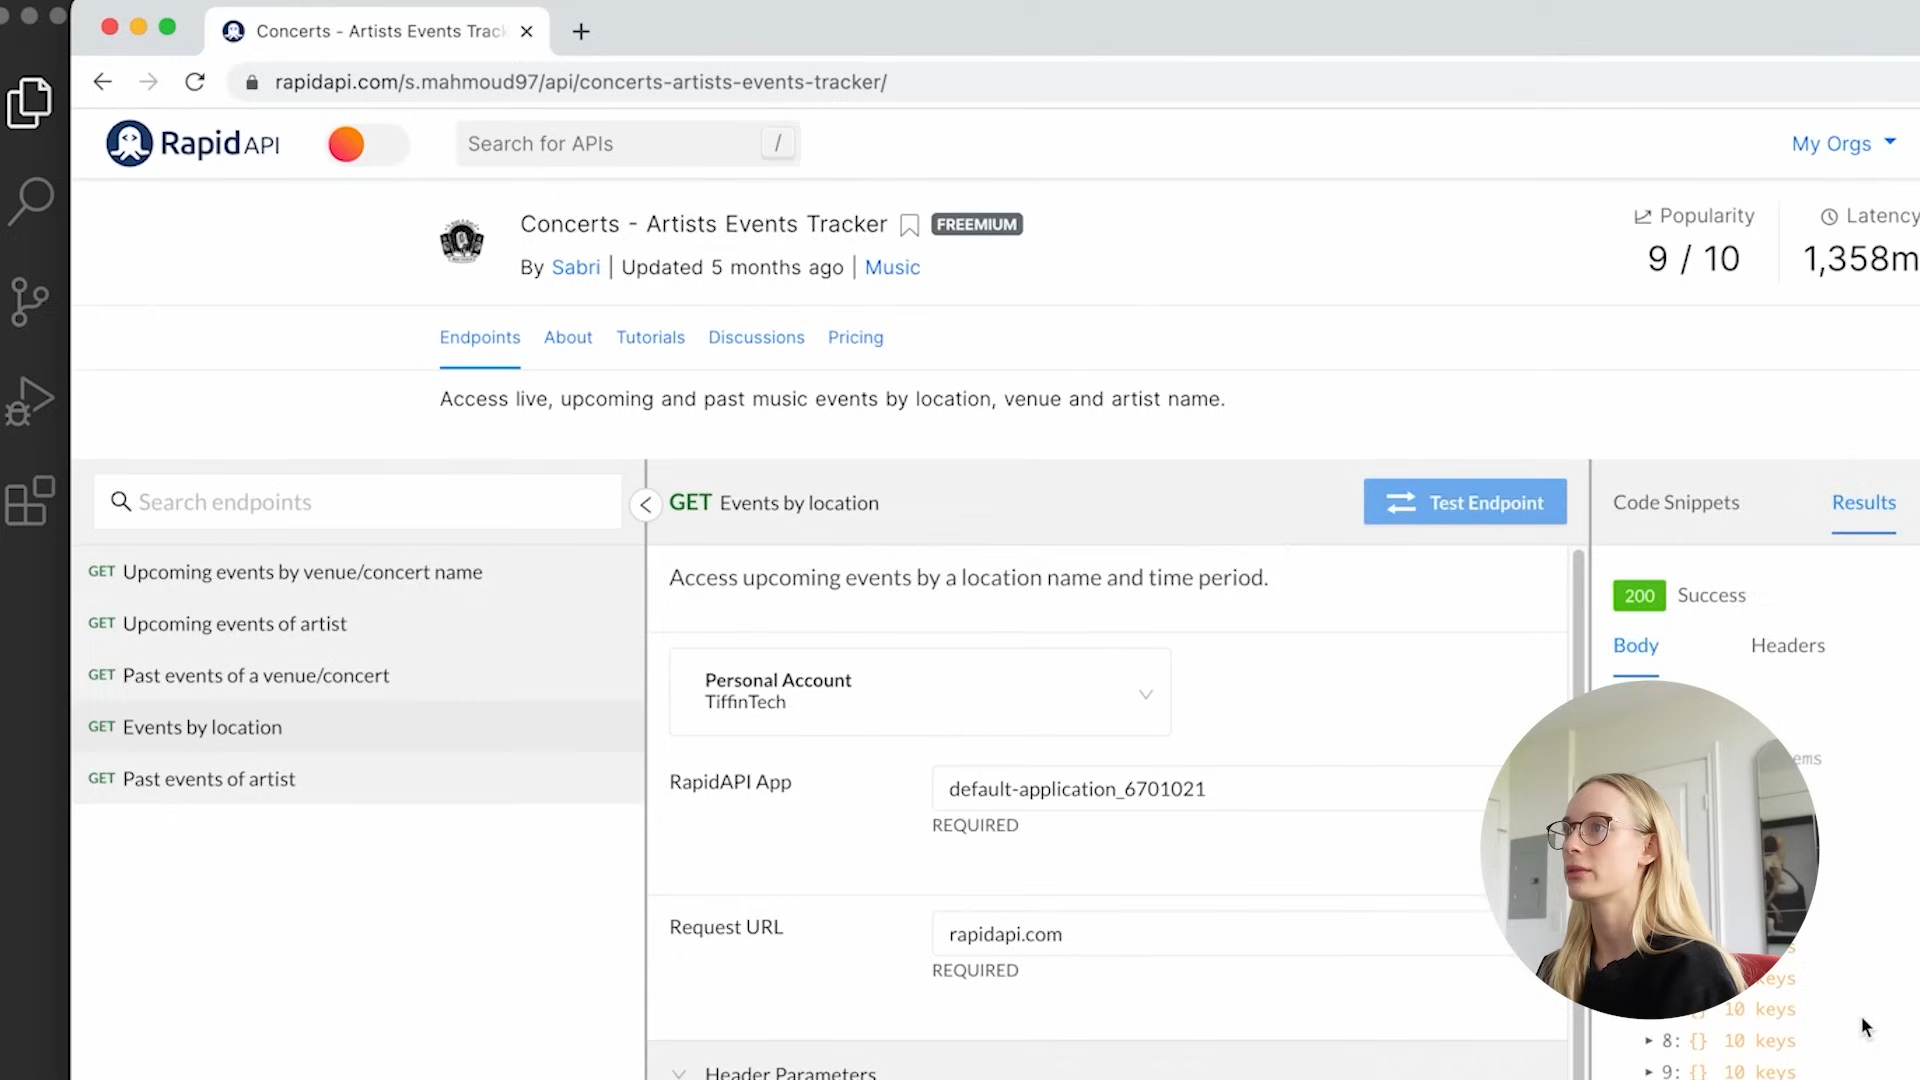 Concerts - Artists Events Trac
rapidapi.com/s.mahmoud97/api/concerts-artists-events-tracker/
Rapid API
Search for APIs
/
My Orgs
Concerts - Artists Events Tracker
FREEMIUM
By Sabri | Updated 5 months ago | Music
Popularity
9 / 10
Latency
1,358m
Endpoints
About
Tutorials
Discussions
Pricing
Access live, upcoming and past music events by location, venue and artist name.
Search endpoints
GET Upcoming events by venue/concert name
GET Upcoming events of artist
GET Past events of a venue/concert
GET Events by location
GET Past events of artist
GET Events by location
Test Endpoint
Access upcoming events by a location name and time period.
Personal Account
TiffinTech
RapidAPI App
default-application_6701021
REQUIRED
Request URL
rapidapi.com
REQUIRED
Header Parameters
Code Snippets
Results
200 Success
Body
Headers
ems
keys
{} 10 keys
8: {} 10 keys
9: {} 10 keys